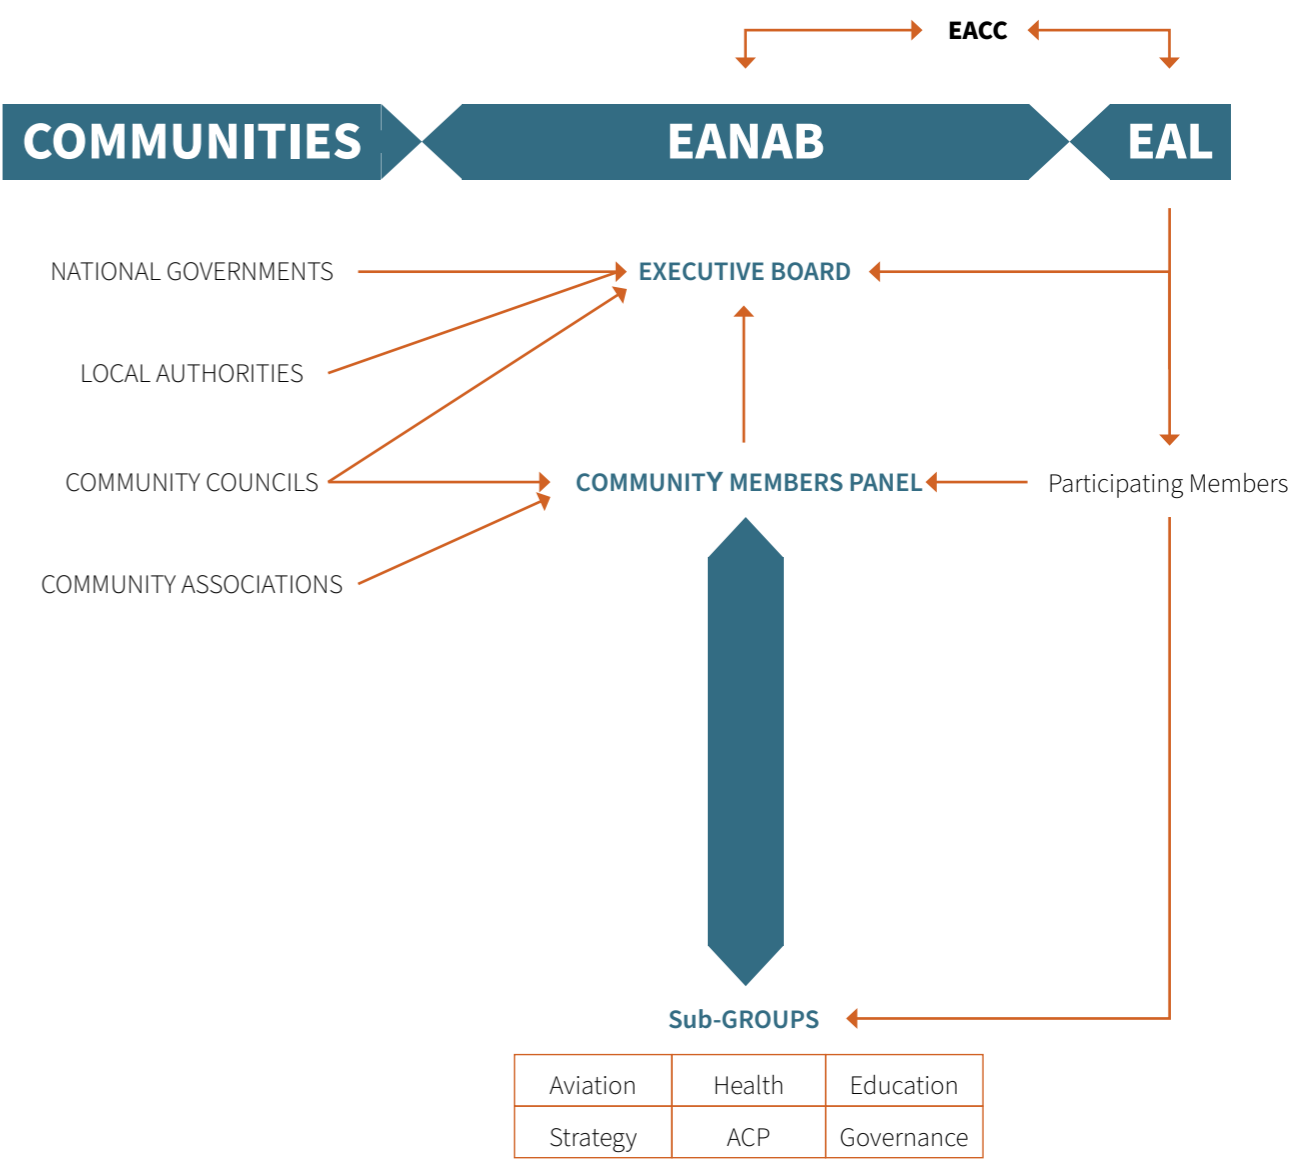 EACC
COMMUNITIES EANAB EAL
NATIONAL GOVERNMENTS EXECUTIVE BOARD
LOCAL AUTHORITIES
COMMUNITY COUNCILS COMMUNITY MEMBERS PANEL Participating Members
COMMUNITY ASSOCIATIONS
Sub-GROUPS
Aviation Health Education
Strategy ACP Governance